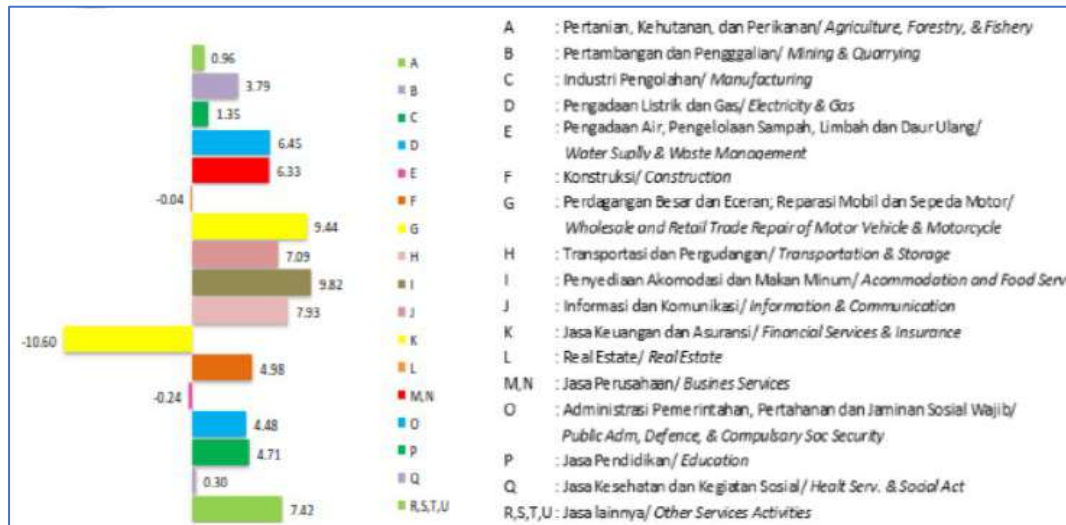 0.96
3.79
1.35
6.45
6.33
-0.04
9.44
7.09
9.82
7.93
-10.60
4.98
-0.24
4.48
4.71
0.30
7.42
A
B
C
D
E
F
G
H
I
J
K
L
M,N
O
P
Q
R,S,T,U
A : Pertanian, Kehutanan, dan Perikanan/ Agriculture, Forestry, & Fishery
B : Pertambangan dan Pengggalian/ Mining & Quarrying
C : Industri Pengolahan/ Manufacturing
D : Pengadaan Listrik dan Gas/ Electricity & Gas
E : Pengadaan Air, Pengelolaan Sampah, Limbah dan Daur Ulang/
Water Suplly & Waste Management
F : Konstruksi/ Construction
G : Perdagangan Besar dan Eceran; Reparasi Mobil dan Sepeda Motor/
Wholesale and Retail Trade Repair of Motor Vehicle & Motorcycle
H : Transportasi dan Pergudangan/ Transportation & Storage
I : Penyediaan Akomodasi dan Makan Minum/ Acommodation and Food Serv
J : Informasi dan Komunikasi/ Information & Communication
K : Jasa Keuangan dan Asuransi/ Financial Services & Insurance
L : Real Estate/ Real Estate
M,N : Jasa Perusahaan/ Busines Services
O : Administrasi Pemerintahan, Pertahanan dan Jaminan Sosial Wajib/
Public Adm, Defence, & Compulsary Soc Security
P : Jasa Pendidikan/ Education
Q : Jasa Kesehatan dan Kegiatan Sosial/ Healt Serv. & Social Act
R,S,T,U : Jasa lainnya/ Other Services Activities